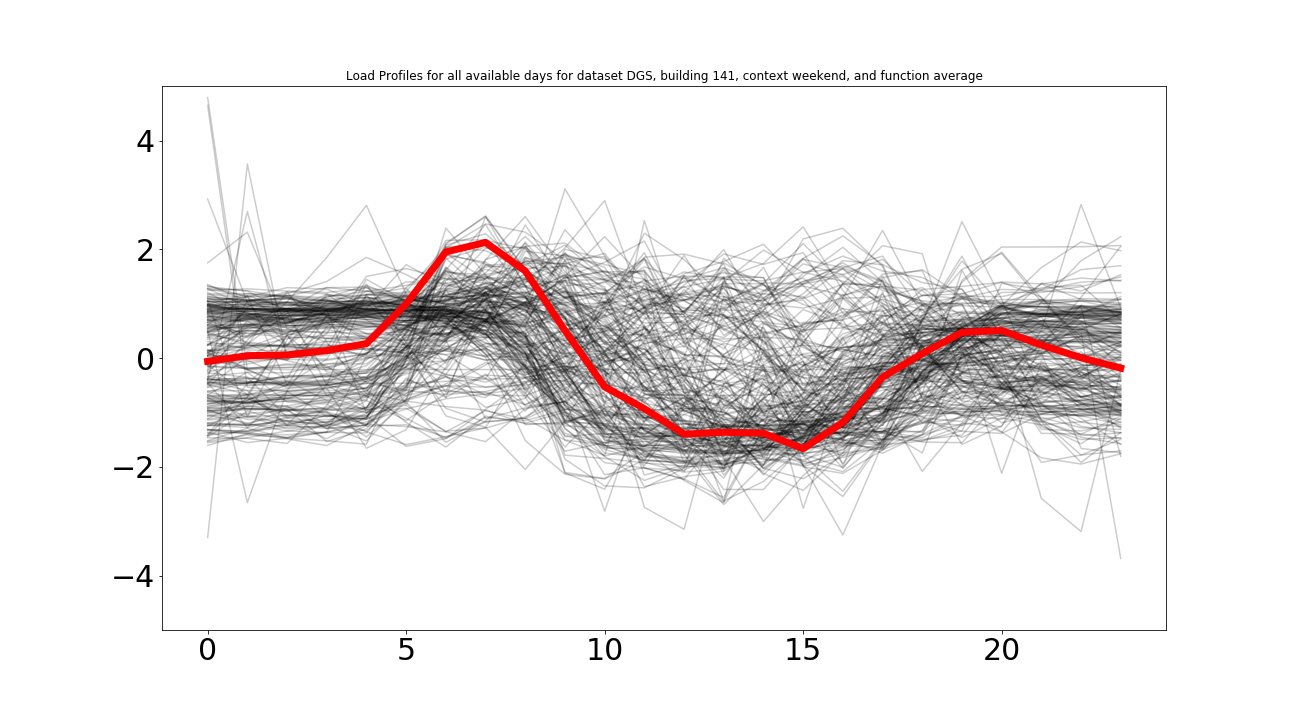 Load Profiles for all available days for dataset DGS, building 141, context weekend, and function average
4
2
0
−2
−4
0 5 10 15 20